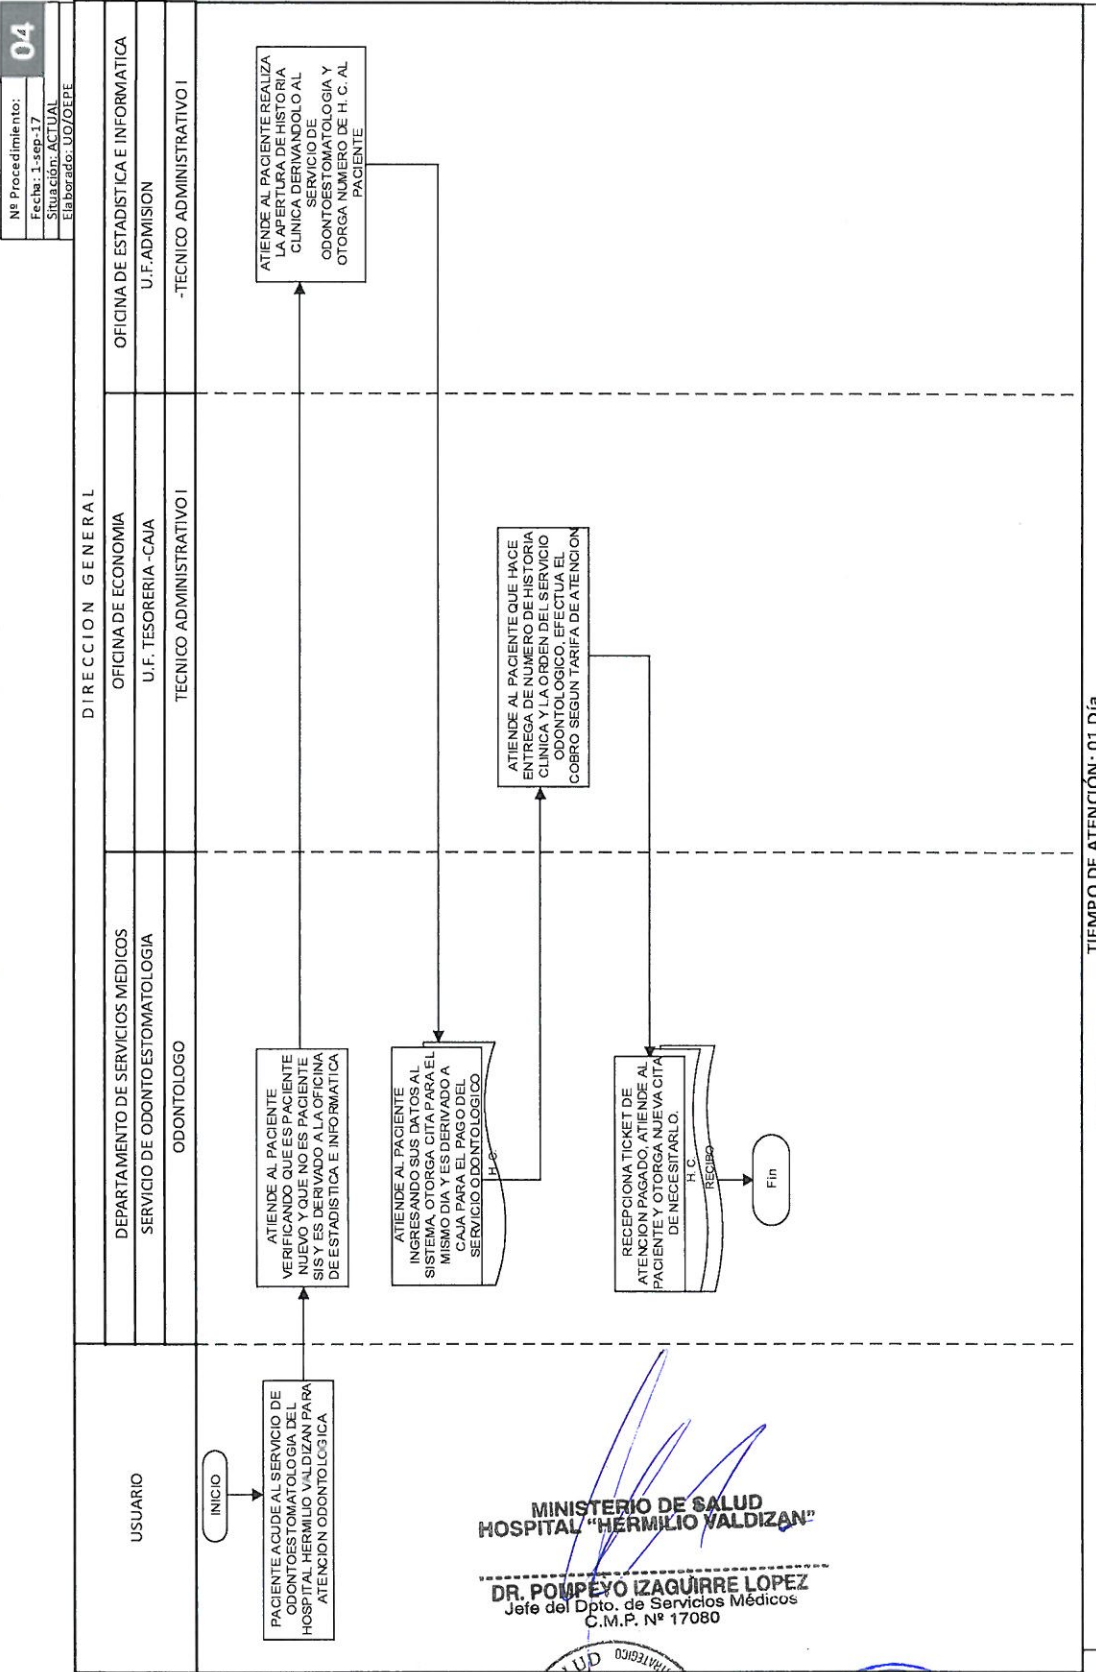 Nº Procedimiento:
04
Fecha: 1-sep-17
Situación: ACTUAL
Elaborado: UO/OEPE
DIRECCION GENERAL
USUARIO
DEPARTAMENTO DE SERVICIOS MEDICOS
OFICINA DE ECONOMIA
OFICINA DE ESTADISTICA E INFORMATICA
SERVICIO DE ODONTOESTOMATOLOGIA
U.F. TESORERIA -CAJA
U.F.ADMISION
ODONTOLOGO
TECNICO ADMINISTRATIVO I
-TECNICO ADMINISTRATIVO I
INICIO
PACIENTE ACUDE AL SERVICIO DE
ODONTOESTOMATOLOGIA DEL
HOSPITAL HERMILIO VALDIZAN PARA
ATENCION ODONTOLOGICA
ATIENDE AL PACIENTE
VERIFICANDO QUE ES PACIENTE
NUEVO Y QUE NO ES PACIENTE
SIS Y ES DERIVADO A LA OFICINA
DE ESTADISTICA E INFORMATICA
ATIENDE AL PACIENTE REALIZA
LA APERTURA DE HISTORIA
CLINICA DERIVANDOLO AL
SERVICIO DE
ODONTOESTOMATOLOGIA Y
OTORGA NUMERO DE H. C. AL
PACIENTE
ATIENDE AL PACIENTE
INGRESANDO SUS DATOS AL
SISTEMA, OTORGA CITA PARA EL
MISMO DIA Y ES DERIVADO A
CAJA PARA EL PAGO DEL
SERVICIO ODONTOLOGICO
H. C.
ATIENDE AL PACIENTE QUE HACE
ENTREGA DE NUMERO DE HISTORIA
CLINICA Y LA ORDEN DEL SERVICIO
ODONTOLOGICO, EFECTUA EL
COBRO SEGUN TARIFA DE ATENCION
RECEPCIONA TICKET DE
ATENCION PAGADO, ATIENDE AL
PACIENTE Y OTORGA NUEVA CITA
DE NECESITARLO.
H. C.
RECIBO
Fin
MINISTERIO DE SALUD
HOSPITAL "HERMILIO VALDIZAN"
DR. POMPEYO IZAGUIRRE LOPEZ
Jefe del Dpto. de Servicios Médicos
C.M.P. Nº 17080
TIEMPO DE ATENCIÓN: 01 Día